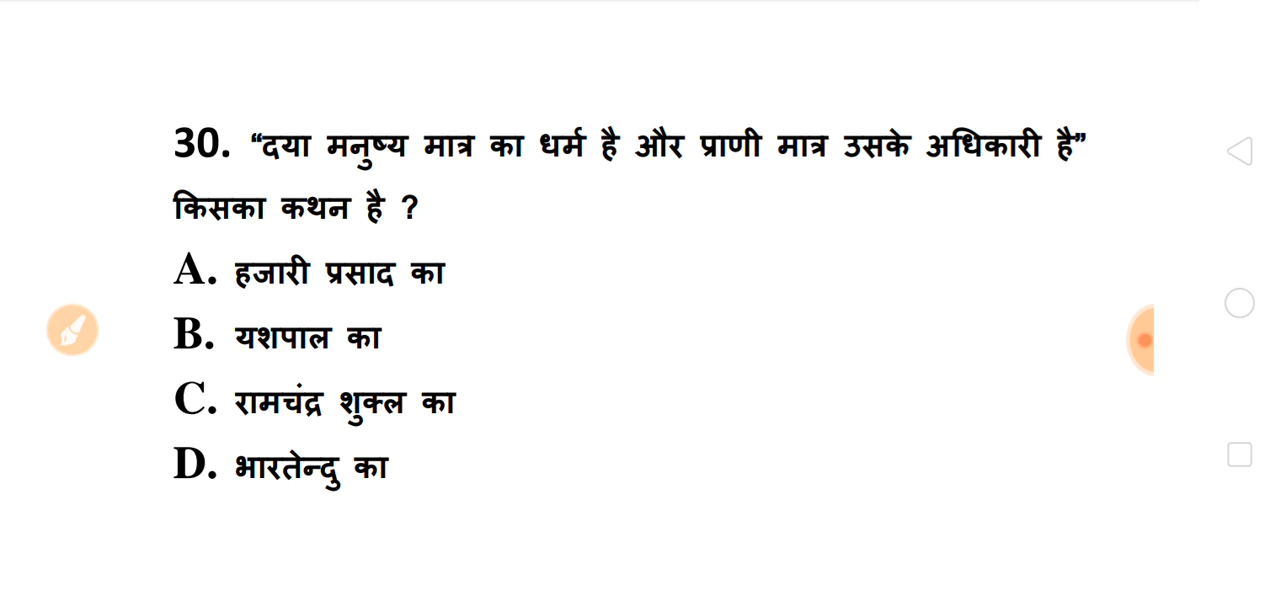 30. “दया मनुष्य मात्र का धर्म है और प्राणी मात्र उसके अधिकारी है”
किसका कथन है ?
A. हजारी प्रसाद का
B. यशपाल का
C. रामचंद्र शुक्ल का
D. भारतेन्दु का